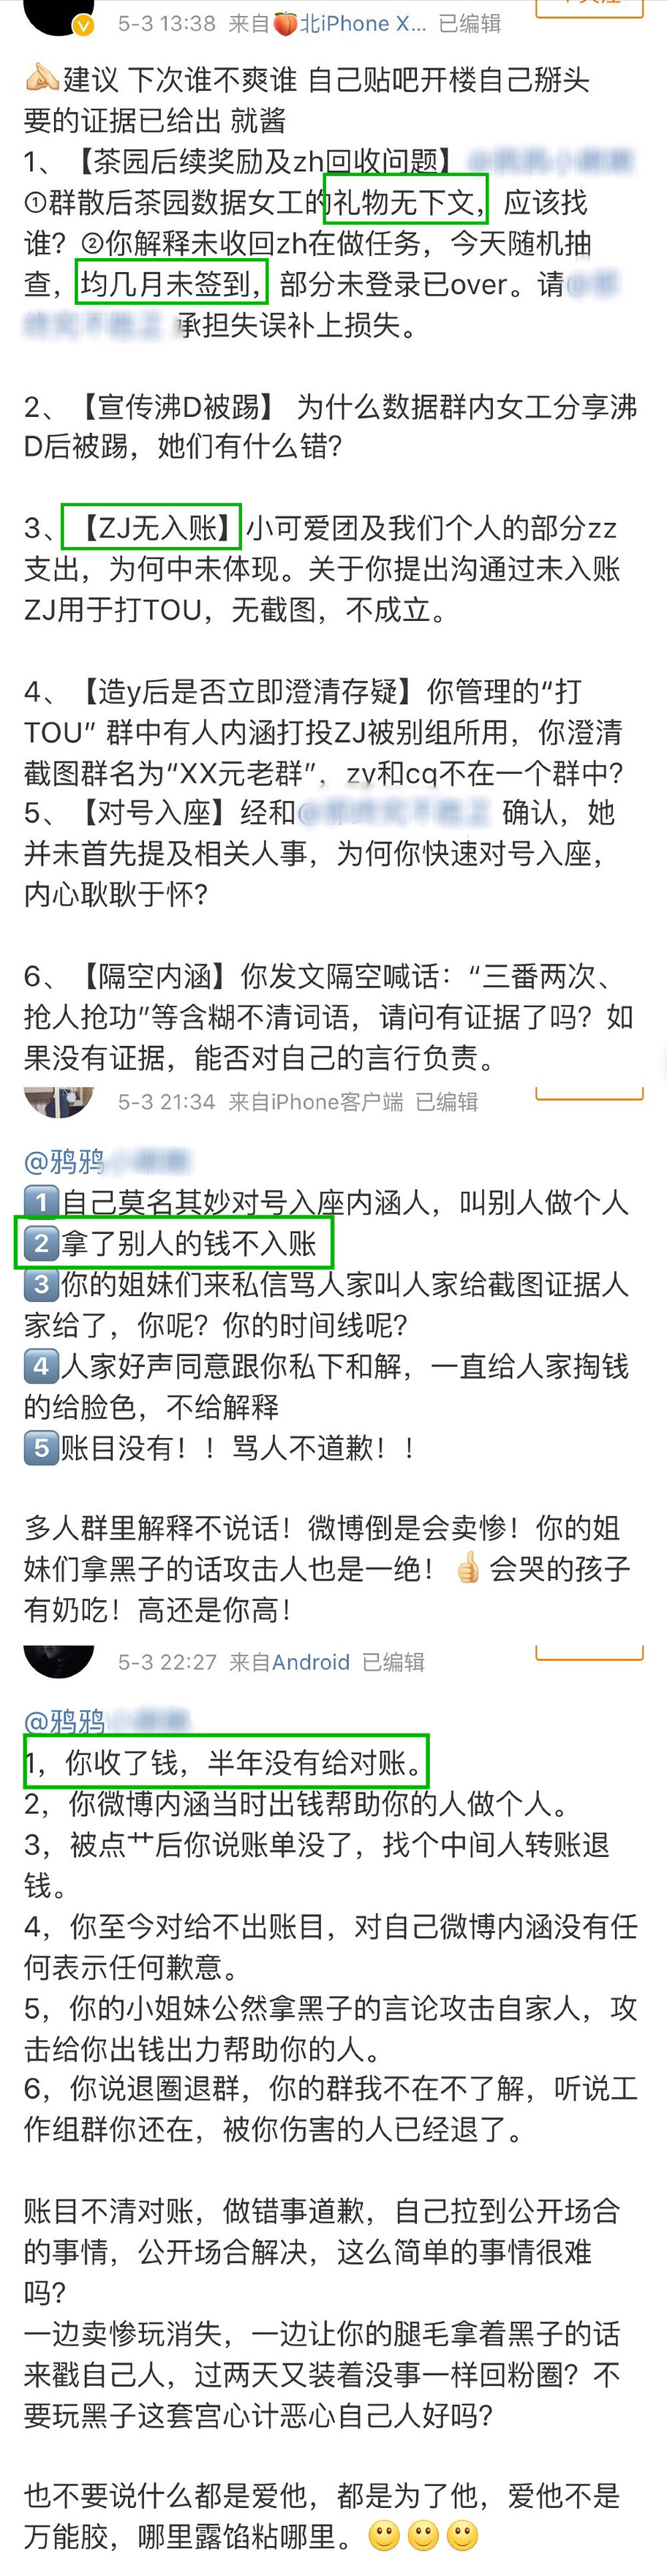 5-3 13:38 来自🍑北iPhone X... 已编辑
建议 下次谁不爽谁 自己贴吧开楼自己掰头
要的证据已给出 就酱
1、【茶园后续奖励及zh回收问题】
①群散后茶园数据女工的礼物无下文，应该找
谁？②你解释未收回zh在做任务，今天随机抽
查，均几月未签到，部分未登录已over。请
承担失误补上损失。
2、【宣传沸D被踢】 为什么数据群内女工分享沸
D后被踢，她们有什么错？
3、【ZJ无入账】小可爱团及我们个人的部分zz
支出，为何中未体现。关于你提出沟通过未入账
ZJ用于打TOU，无截图，不成立。
4、【造y后是否立即澄清存疑】你管理的“打
TOU” 群中有人内涵打投ZJ被别组所用，你澄清
截图群名为“XX元老群”，zy和cq不在一个群中？
5、【对号入座】经和 确认，她
并未首先提及相关人事，为何你快速对号入座，
内心耿耿于怀？
6、【隔空内涵】你发文隔空喊话：“三番两次、
抢人抢功”等含糊不清词语，请问有证据了吗？如
果没有证据，能否对自己的言行负责。
5-3 21:34 来自iPhone客户端 已编辑
@鸦鸦
1自己莫名其妙对号入座内涵人，叫别人做个人
2拿了别人的钱不入账
3你的姐妹们来私信骂人家叫人家给截图证据人
家给了，你呢？你的时间线呢？
4人家好声同意跟你私下和解，一直给人家掏钱
的给脸色，不给解释
5账目没有！！骂人不道歉！！
多人群里解释不说话！微博倒是会卖惨！你的姐
妹们拿黑子的话攻击人也是一绝！👍会哭的孩子
有奶吃！高还是你高！
5-3 22:27 来自Android 已编辑
@鸦鸦
1，你收了钱，半年没有给对账。
2，你微博内涵当时出钱帮助你的人做个人。
3，被点艹后你说账单没了，找个中间人转账退
钱。
4，你至今对给不出账目，对自己微博内涵没有任
何表示任何歉意。
5，你的小姐妹公然拿黑子的言论攻击自家人，攻
击给你出钱出力帮助你的人。
6，你说退圈退群，你的群我不在不了解，听说工
作组群你还在，被你伤害的人已经退了。
账目不清对账，做错事道歉，自己拉到公开场合
的事情，公开场合解决，这么简单的事情很难
吗？
一边卖惨玩消失，一边让你的腿毛拿着黑子的话
来戳自己人，过两天又装着没事一样回粉圈？不
要玩黑子这套宫心计恶心自己人好吗？
也不要说什么都是爱他，都是为了他，爱他不是
万能胶，哪里露馅粘哪里。🙂🙂🙂